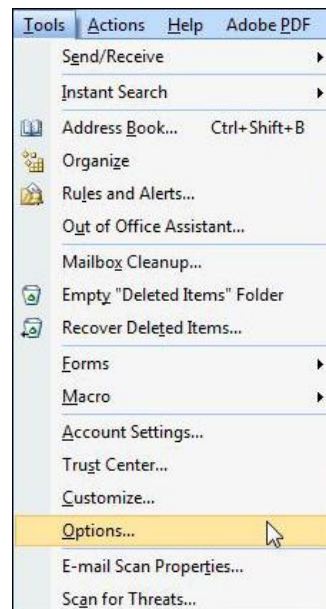 Tools Actions Help Adobe PDF
Send/Receive
Instant Search
Address Book... Ctrl+Shift+B
Organize
Rules and Alerts...
Out of Office Assistant...
Mailbox Cleanup...
Empty "Deleted Items" Folder
Recover Deleted Items...
Forms
Macro
Account Settings...
Trust Center...
Customize...
Options...
E-mail Scan Properties...
Scan for Threats...